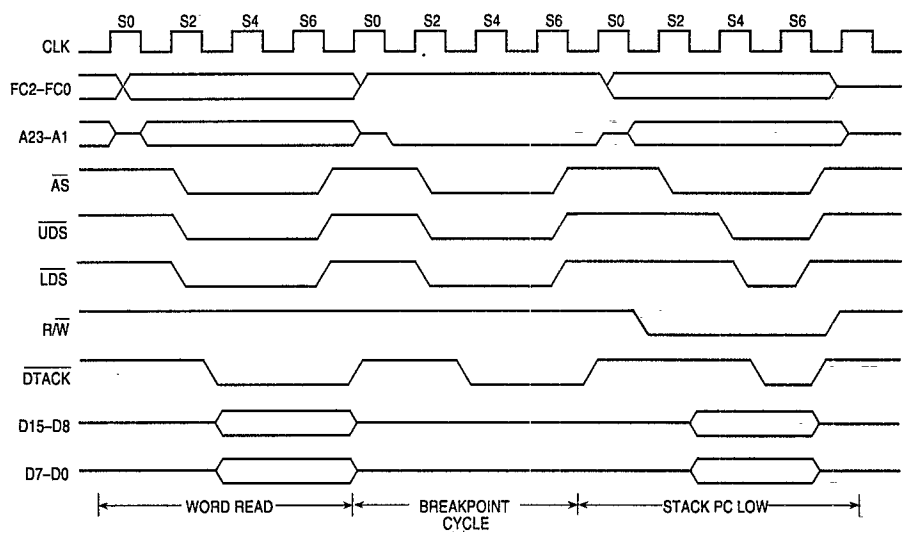 S0 S2 S4 S6 S0 S2 S4 S6 S0 S2 S4 S6
CLK
FC2–FC0
A23–A1
AS
UDS
LDS
R/W
DTACK
D15–D8
D7–D0
WORD READ
BREAKPOINT
CYCLE
STACK PC LOW